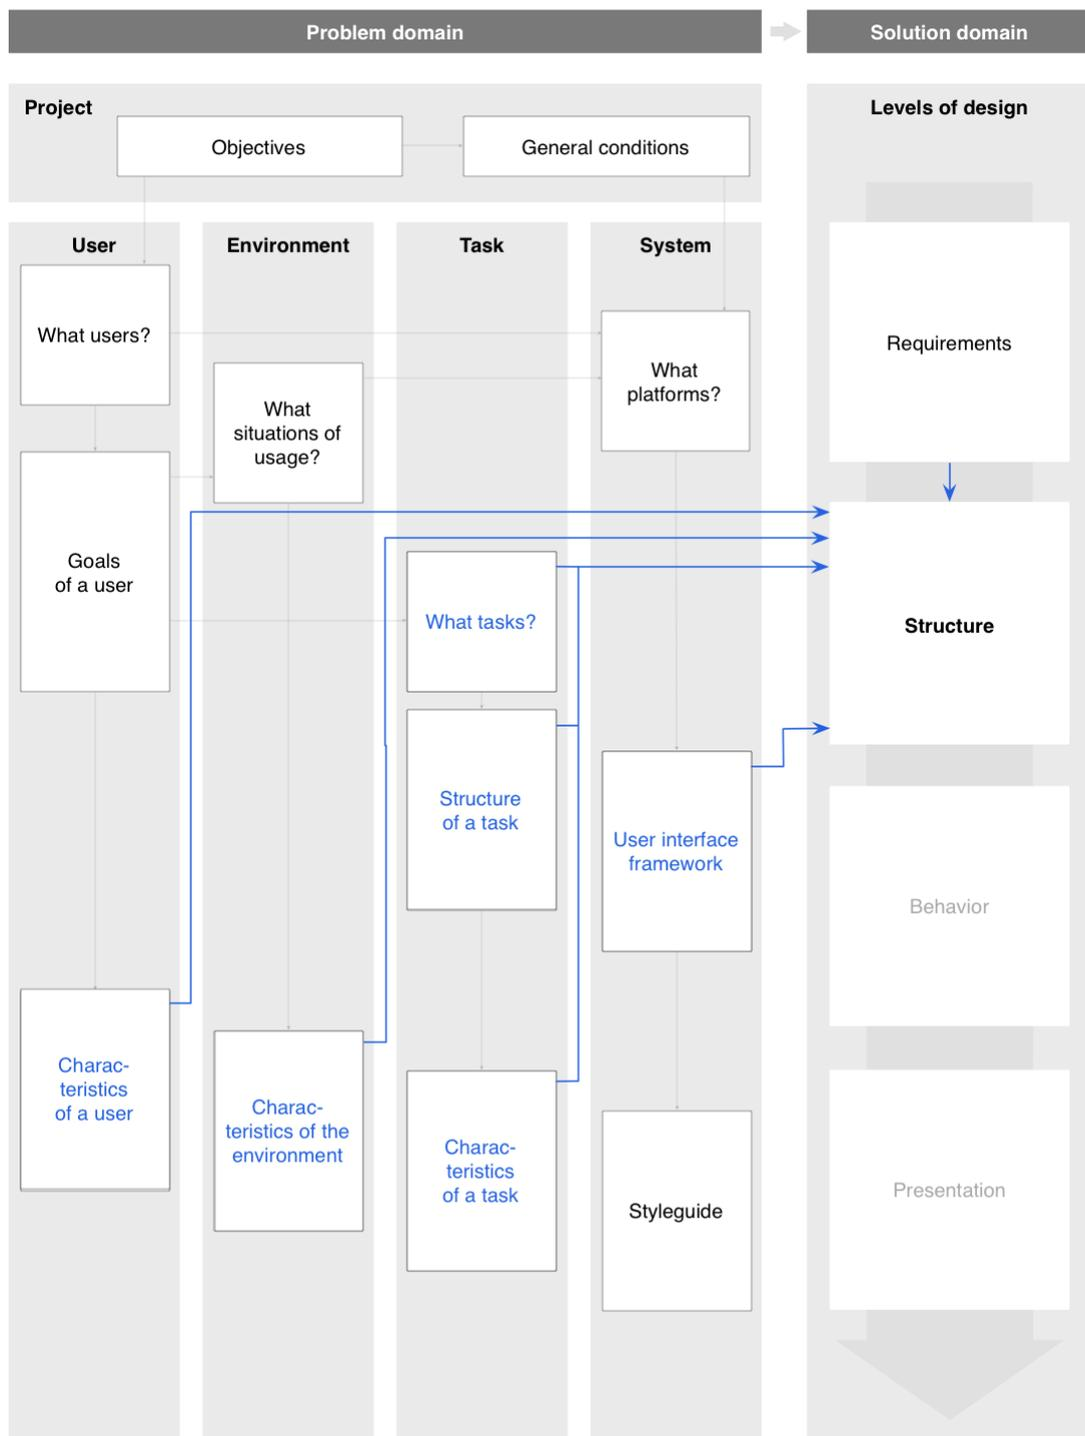 Problem domain
Solution domain
Project
Objectives
General conditions
Levels of design
User
Environment
Task
System
What users?
What
situations of
usage?
What
platforms?
Requirements
Goals
of a user
What tasks?
Structure
Structure
of a task
User interface
framework
Behavior
Charac-
teristics
of a user
Charac-
teristics of the
environment
Charac-
teristics
of a task
Styleguide
Presentation